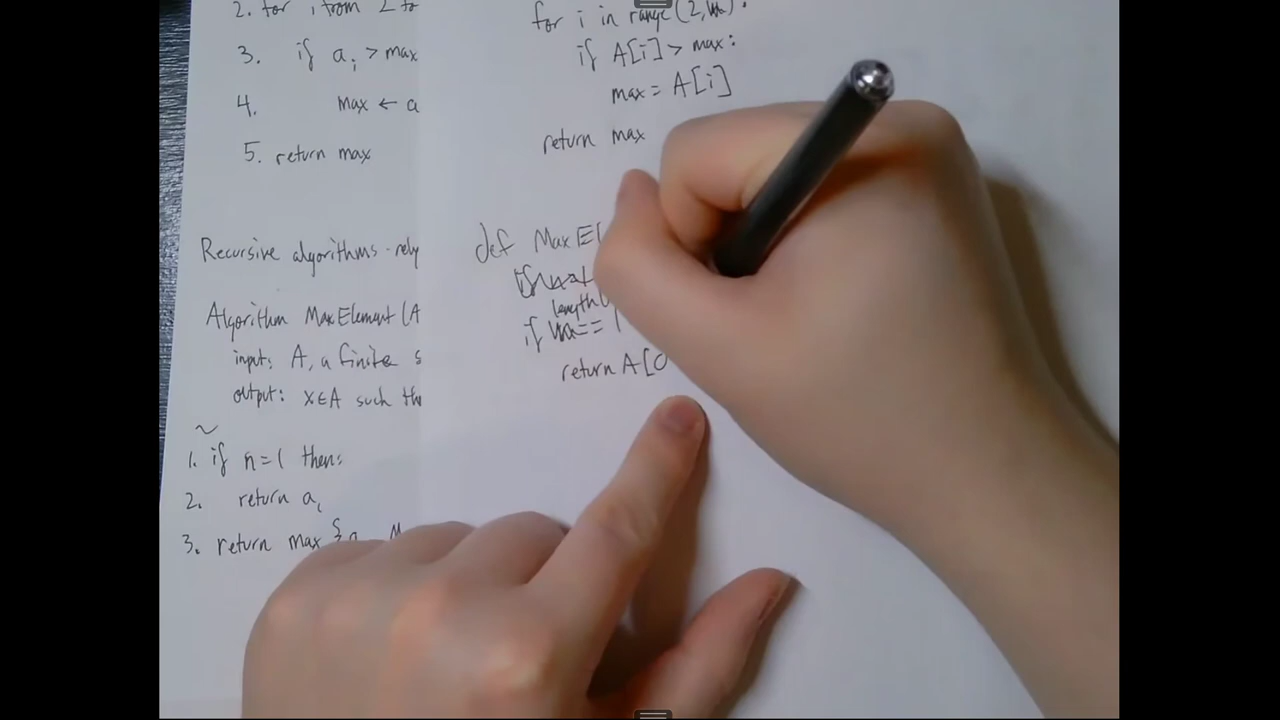 2. for i from 2 to
3. if a_i > max
4. max ← a
5. return max
Recursive algorithms - rely
Algorithm MaxElement (A
input: A, a finite s
output: x∈A such th
~
1. if n=1 then:
2. return a_1
3. return max {a
for i in range(2, ):
if A[i] > max:
max = A[i]
return max
def MaxEl
length
if == 1
return A[0